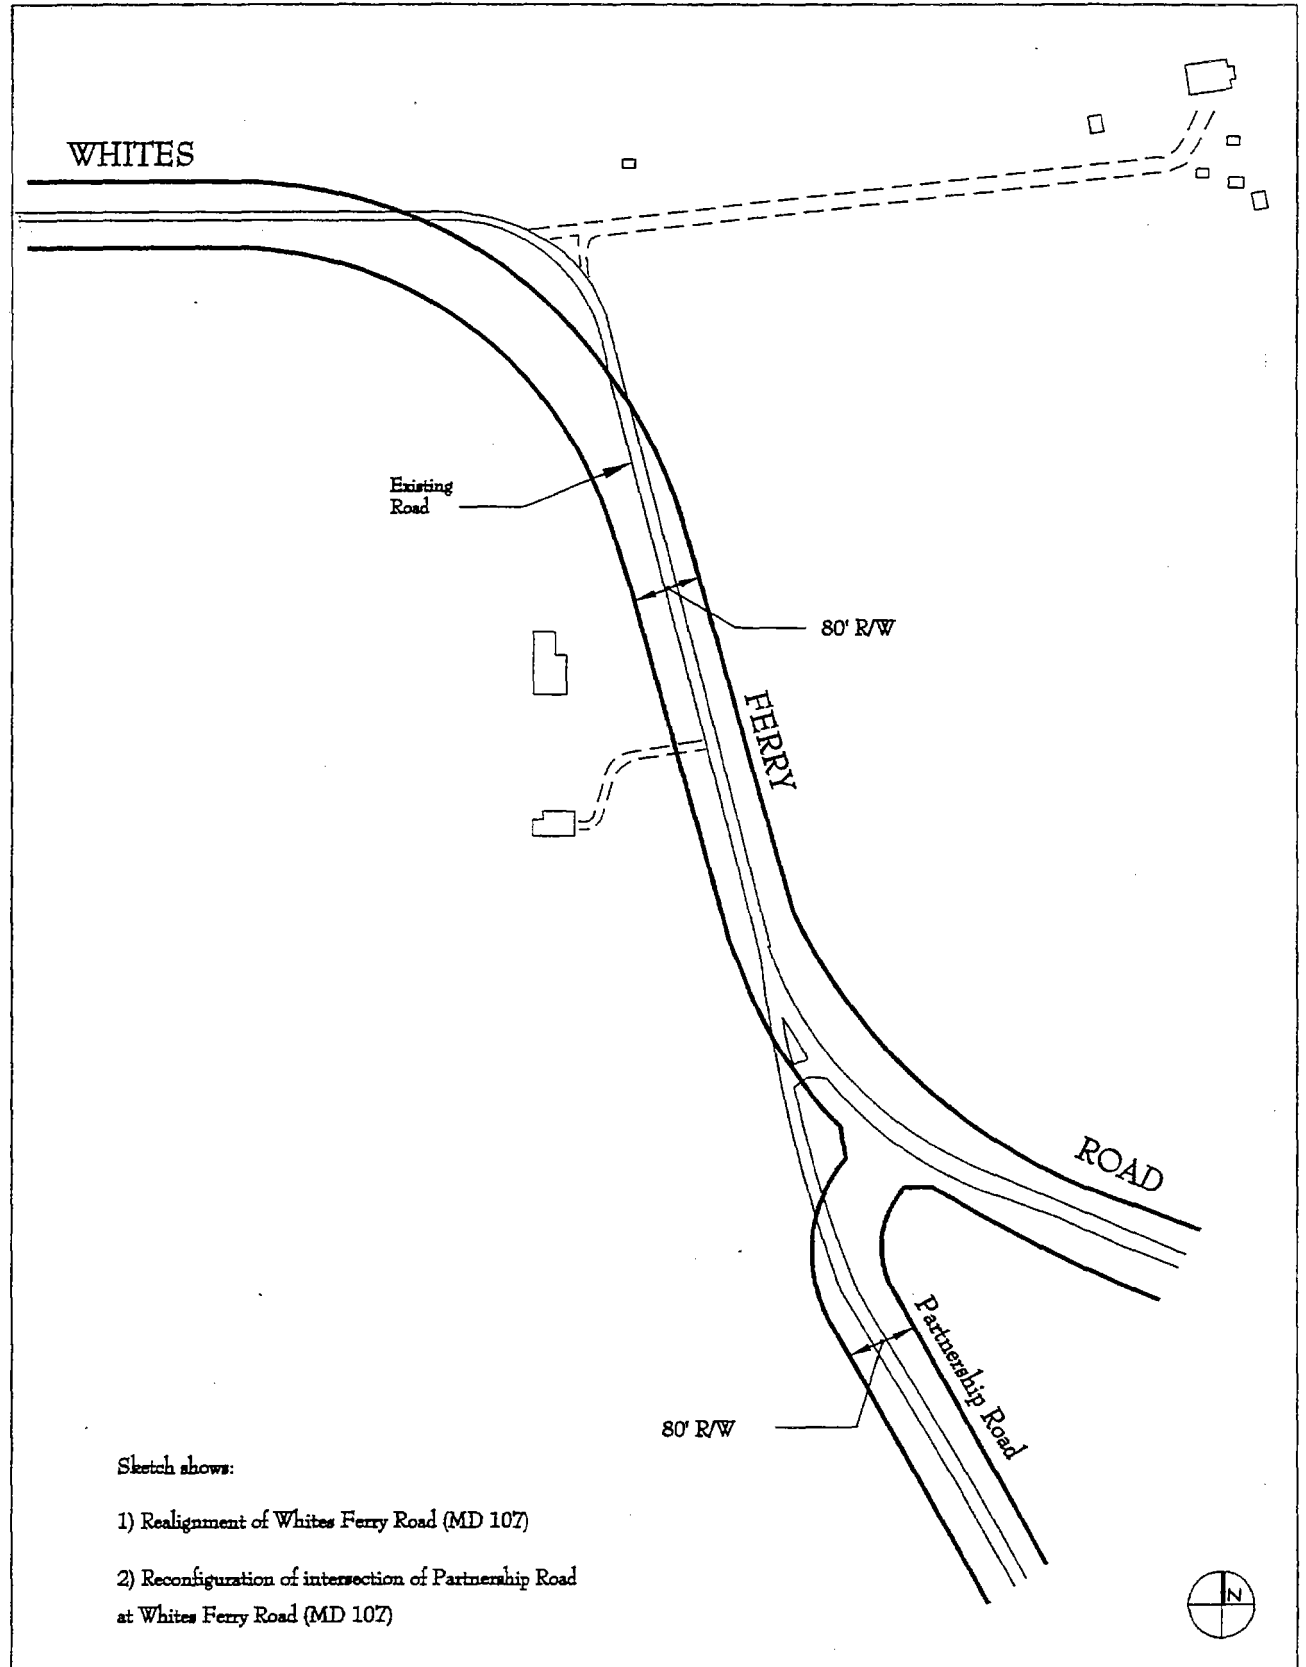 WHITES
Existing
Road
80' R/W
FERRY
ROAD
Partnership Road
80' R/W
Sketch shows:
1) Realignment of Whites Ferry Road (MD 107)
2) Reconfiguration of intersection of Partnership Road
at Whites Ferry Road (MD 107)
N